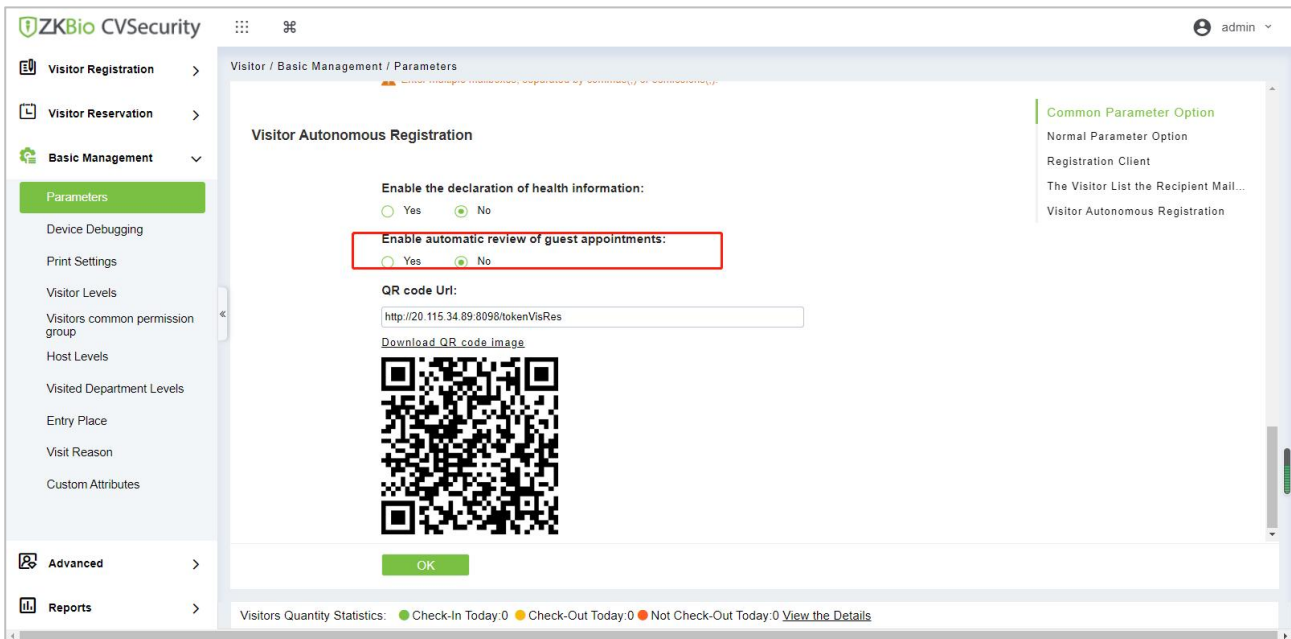 ZKBio CVSecurity
admin
Visitor Registration
Visitor Reservation
Basic Management
Parameters
Device Debugging
Print Settings
Visitor Levels
Visitors common permission
group
Host Levels
Visited Department Levels
Entry Place
Visit Reason
Custom Attributes
Advanced
Reports
Visitor / Basic Management / Parameters
Visitor Autonomous Registration
Enable the declaration of health information:
Yes No
Enable automatic review of guest appointments:
Yes No
QR code Url:
http://20.115.34.89:8098/tokenVisRes
Download QR code image
OK
Common Parameter Option
Normal Parameter Option
Registration Client
The Visitor List the Recipient Mail...
Visitor Autonomous Registration
Visitors Quantity Statistics: Check-In Today:0 Check-Out Today:0 Not Check-Out Today:0 View the Details